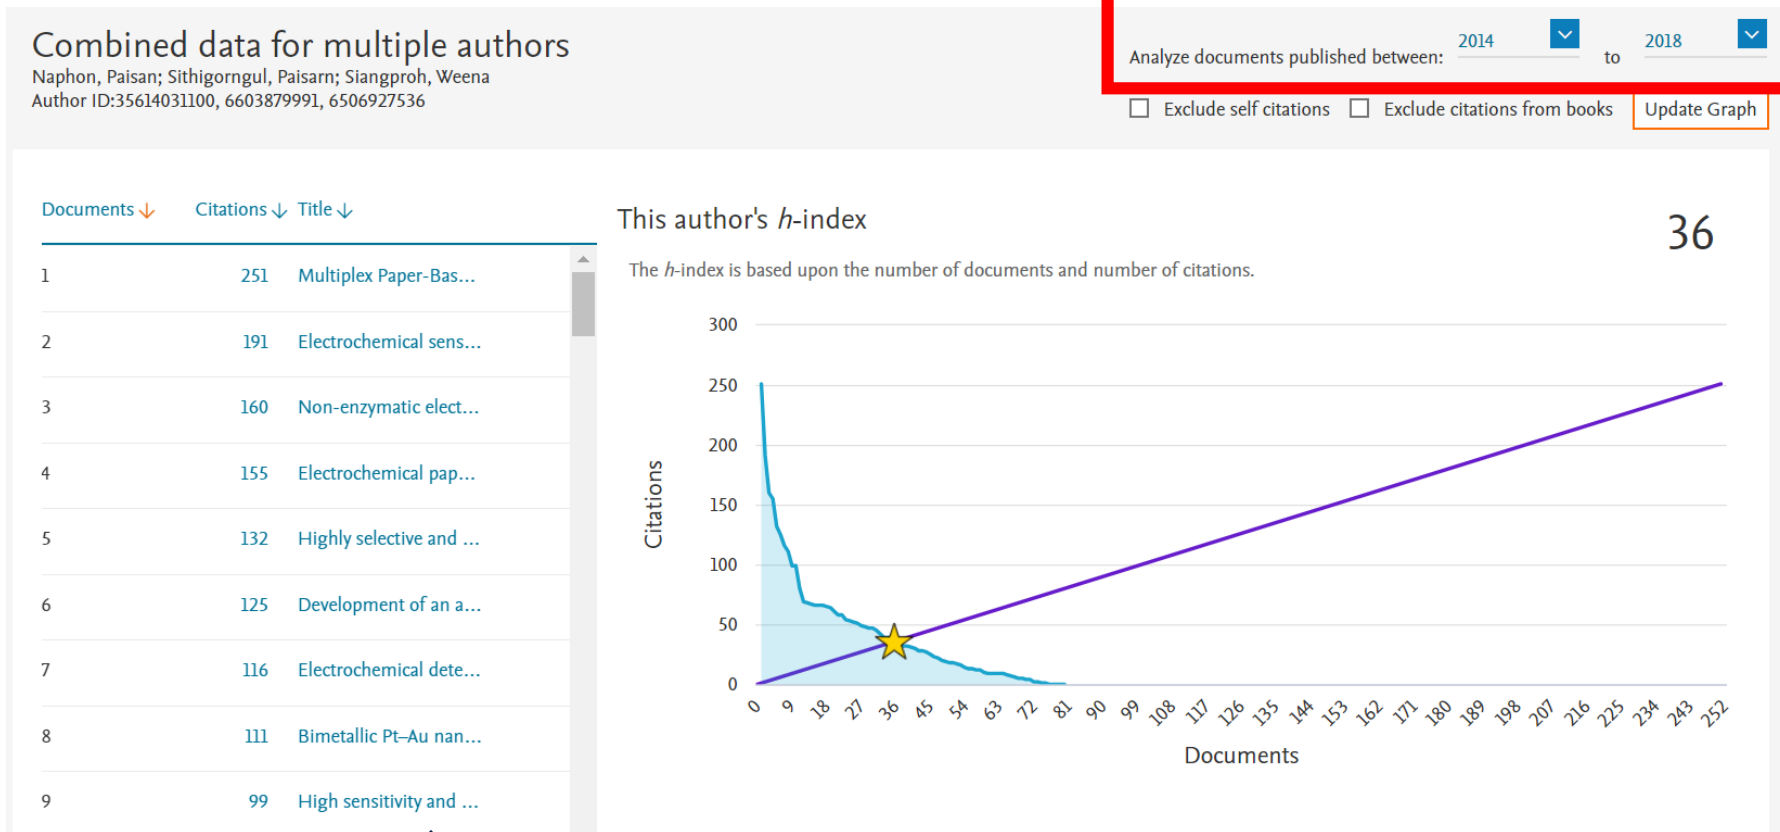 Combined data for multiple authors
Naphon, Paisan; Sithigorngul, Paisarn; Siangproh, Weena
Author ID:35614031100, 6603879991, 6506927536
Analyze documents published between: 2014 to 2018
Exclude self citations Exclude citations from books Update Graph
Documents Citations Title
1 251 Multiplex Paper-Bas...
2 191 Electrochemical sens...
3 160 Non-enzymatic elect...
4 155 Electrochemical pap...
5 132 Highly selective and ...
6 125 Development of an a...
7 116 Electrochemical dete...
8 111 Bimetallic Pt–Au nan...
9 99 High sensitivity and ...
This author's h-index
36
The h-index is based upon the number of documents and number of citations.
300
250
200
150
100
50
0
Citations
0 9 18 27 36 45 54 63 72 81 90 99 108 117 126 135 144 153 162 171 180 189 198 207 216 225 234 243 252
Documents